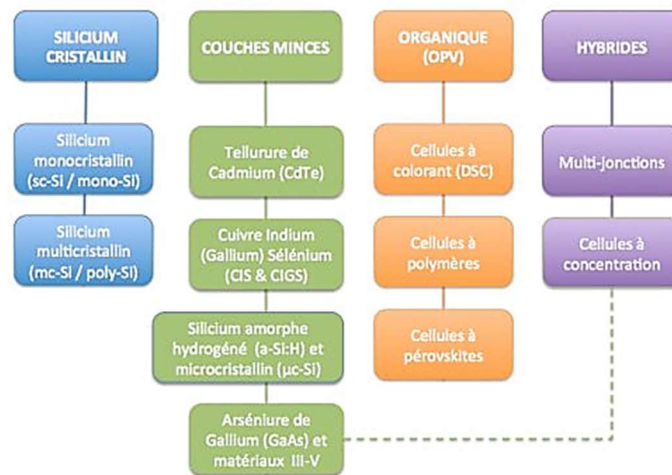 SILICIUM
CRISTALLIN
Silicium
monocristallin
(sc-Si / mono-Si)
Silicium
multicristallin
(mc-Si / poly-Si)
COUCHES MINCES
Tellurure de
Cadmium (CdTe)
Cuivre Indium
(Gallium) Sélénium
(CIS & CIGS)
Silicium amorphe
hydrogéné (a-Si:H) et
microcristallin (µc-Si)
Arséniure de
Gallium (GaAs) et
matériaux III-V
ORGANIQUE
(OPV)
Cellules à
colorant (DSC)
Cellules à
polymères
Cellules à
pérovskites
HYBRIDES
Multi-jonctions
Cellules à
concentration